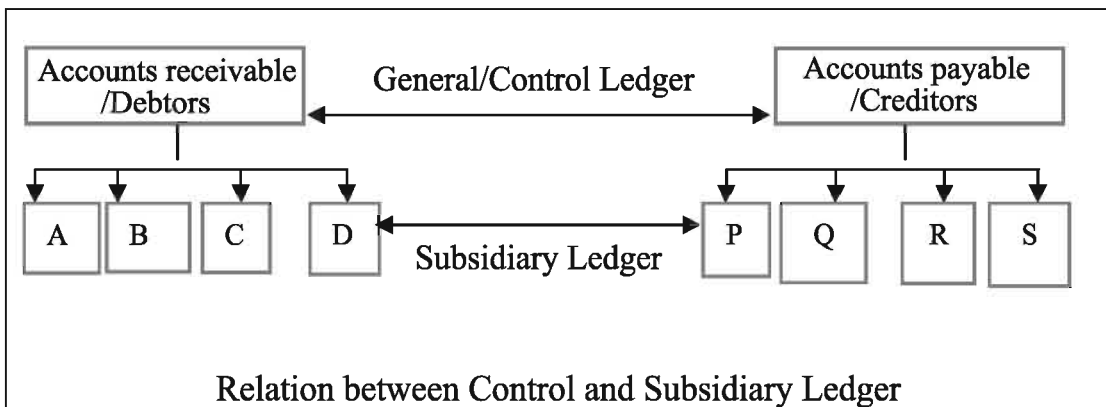 Accounts receivable
/Debtors
General/Control Ledger
Accounts payable
/Creditors
A B C D P Q R S
Subsidiary Ledger
Relation between Control and Subsidiary Ledger